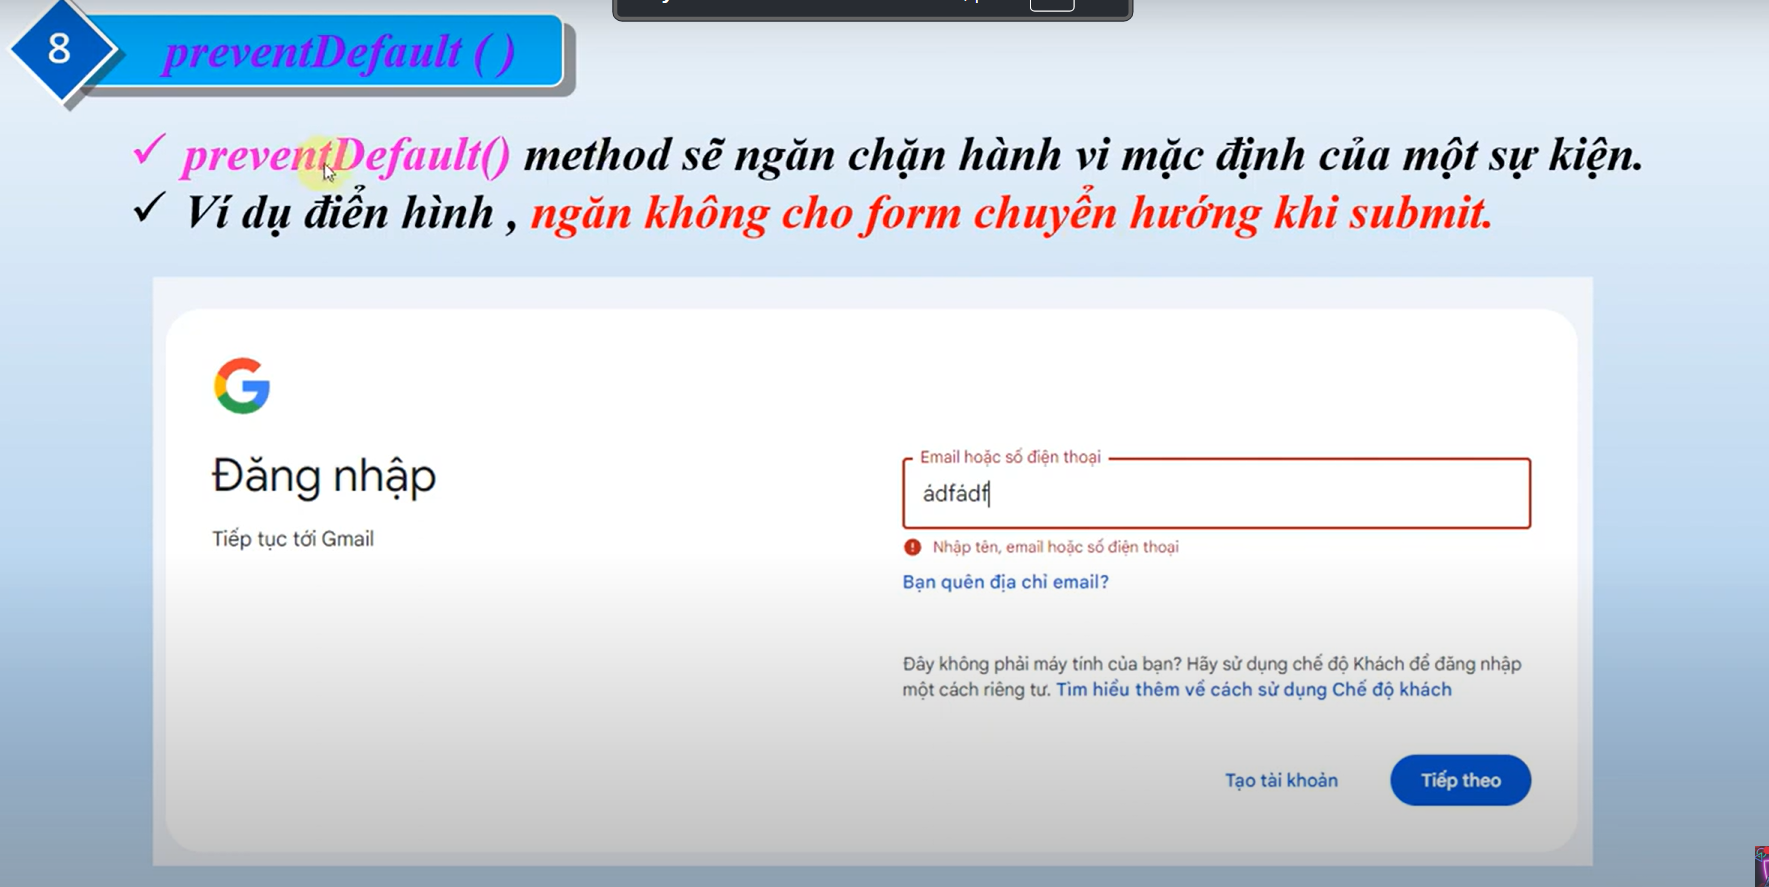 8
preventDefault ( )
✓ preventDefault() method sẽ ngăn chặn hành vi mặc định của một sự kiện.
✓ Ví dụ điển hình , ngăn không cho form chuyển hướng khi submit.
G
Đăng nhập
Tiếp tục tới Gmail
Email hoặc số điện thoại
ádfádf
Nhập tên, email hoặc số điện thoại
Bạn quên địa chỉ email?
Đây không phải máy tính của bạn? Hãy sử dụng chế độ Khách để đăng nhập
một cách riêng tư. Tìm hiểu thêm về cách sử dụng Chế độ khách
Tạo tài khoản
Tiếp theo